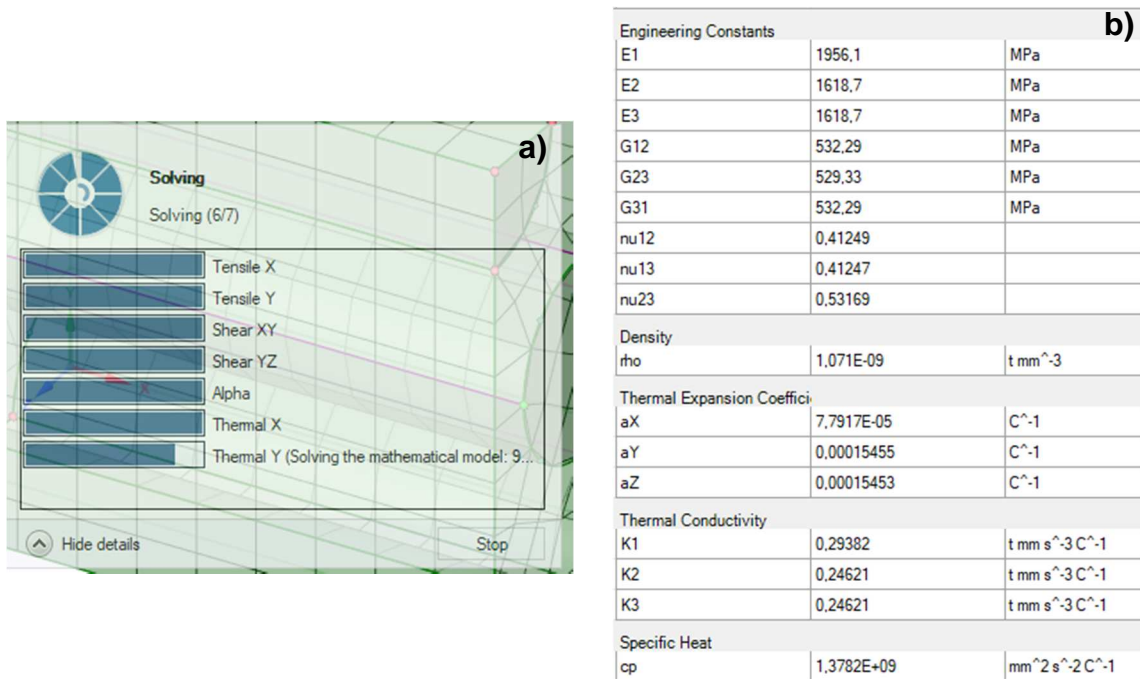 a)
Solving
Solving (6/7)
Tensile X
Tensile Y
Shear XY
Shear YZ
Alpha
Thermal X
Thermal Y (Solving the mathematical model: 9...
Hide details Stop
b)
Engineering Constants
E1 1956,1 MPa
E2 1618,7 MPa
E3 1618,7 MPa
G12 532,29 MPa
G23 529,33 MPa
G31 532,29 MPa
nu12 0,41249
nu13 0,41247
nu23 0,53169
Density
rho 1,071E-09 t mm^-3
Thermal Expansion Coeffici
aX 7,7917E-05 C^-1
aY 0,00015455 C^-1
aZ 0,00015453 C^-1
Thermal Conductivity
K1 0,29382 t mm s^-3 C^-1
K2 0,24621 t mm s^-3 C^-1
K3 0,24621 t mm s^-3 C^-1
Specific Heat
cp 1,3782E+09 mm^2 s^-2 C^-1